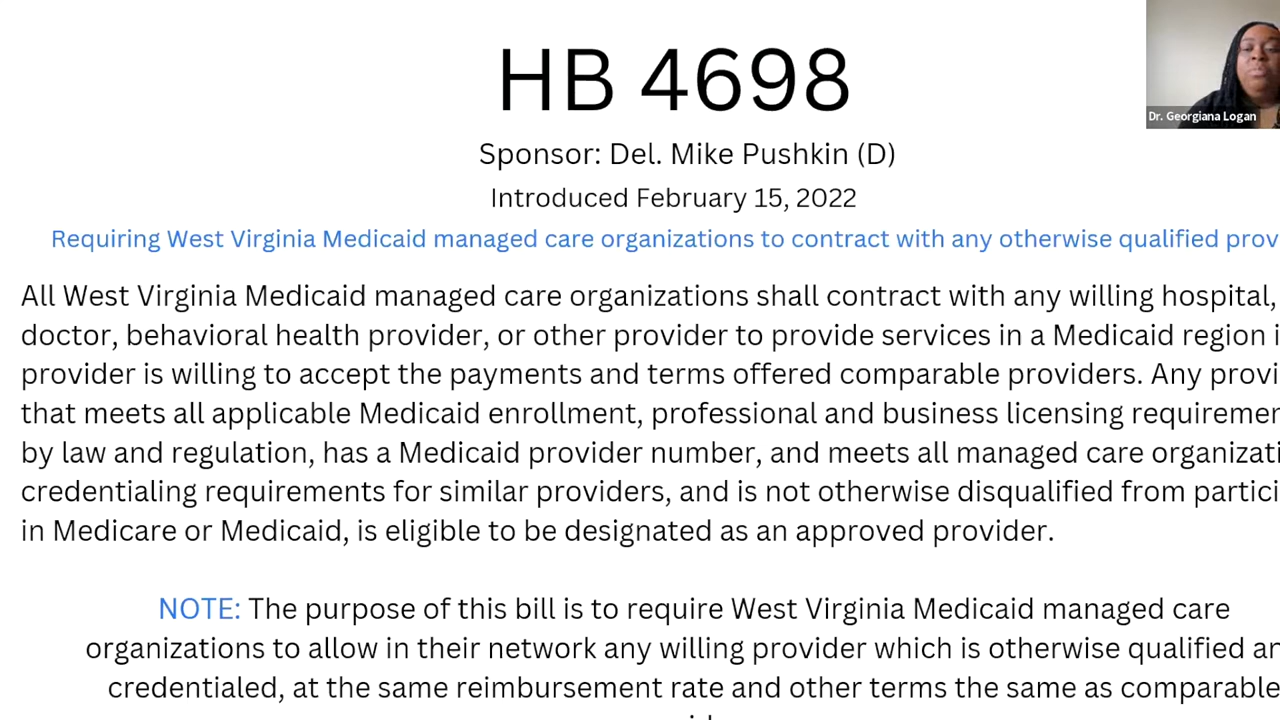 HB 4698
Dr. Georgiana Logan
Sponsor: Del. Mike Pushkin (D)
Introduced February 15, 2022
Requiring West Virginia Medicaid managed care organizations to contract with any otherwise qualified
All West Virginia Medicaid managed care organizations shall contract with any willing hospital,
doctor, behavioral health provider, or other provider to provide services in a Medicaid region
provider is willing to accept the payments and terms offered comparable providers. Any
that meets all applicable Medicaid enrollment, professional and business licensing
by law and regulation, has a Medicaid provider number, and meets all managed care
credentialing requirements for similar providers, and is not otherwise disqualified from
in Medicare or Medicaid, is eligible to be designated as an approved provider.
NOTE: The purpose of this bill is to require West Virginia Medicaid managed care
organizations to allow in their network any willing provider which is otherwise qualified
credentialed, at the same reimbursement rate and other terms the same as comparable